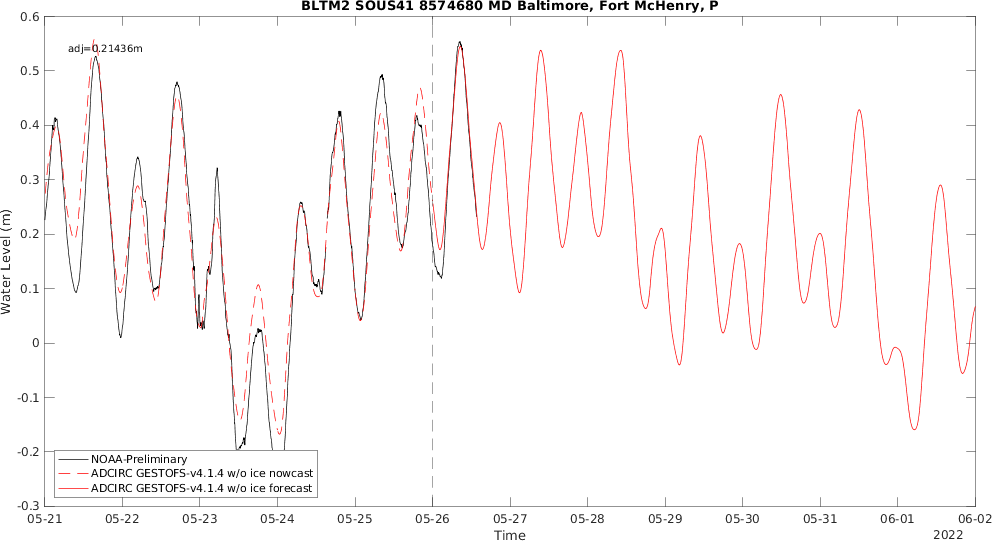 BLTM2 SOUS41 8574680 MD Baltimore, Fort McHenry, P
adj=0.21436m
0.6
0.5
0.4
0.3
0.2
0.1
0
-0.1
-0.2
-0.3
Water Level (m)
NOAA-Preliminary
ADCIRC GESTOFS-v4.1.4 w/o ice nowcast
ADCIRC GESTOFS-v4.1.4 w/o ice forecast
05-21 05-22 05-23 05-24 05-25 05-26 05-27 05-28 05-29 05-30 05-31 06-01 06-02
Time
2022